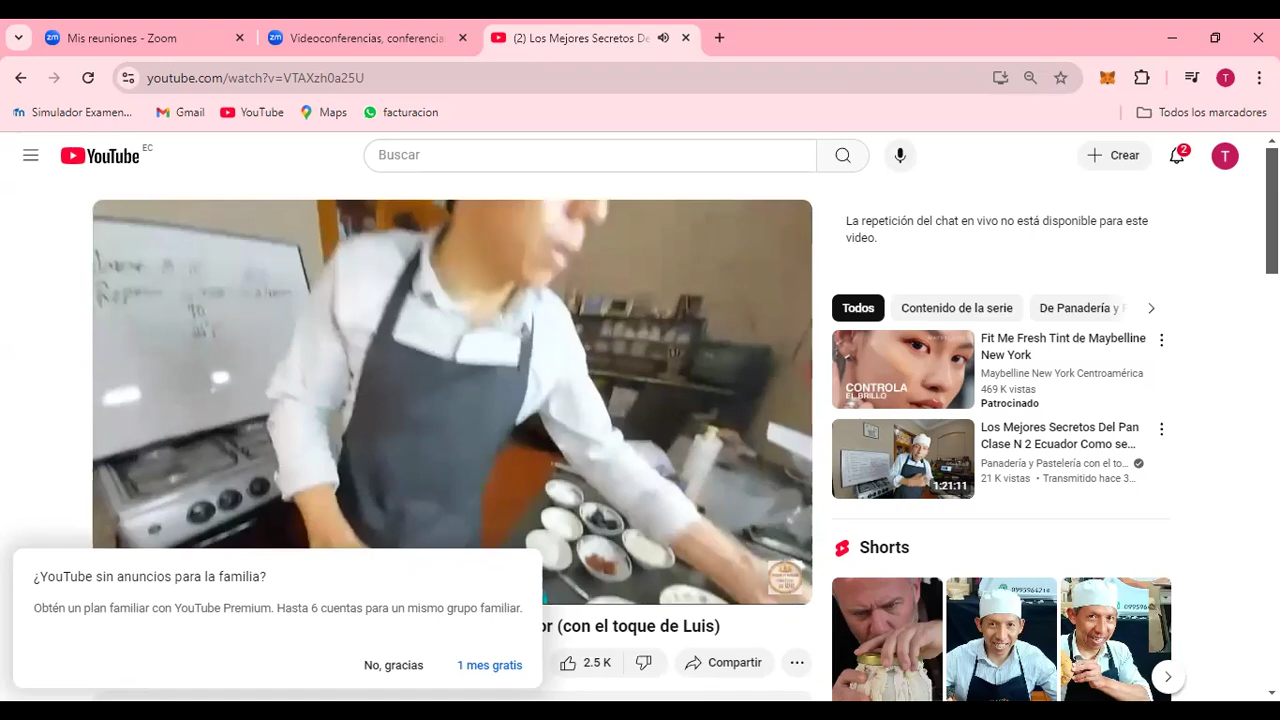 Mis reuniones - Zoom
Videoconferencias, conferencia
(2) Los Mejores Secretos De
youtube.com/watch?v=VTAXzh0a25U
Simulador Examen...
Gmail
YouTube
Maps
facturacion
Todos los marcadores
T
YouTube EC
Buscar
Crear
2
T
La repetición del chat en vivo no está disponible para este
video.
Todos
Contenido de la serie
De Panadería y
CONTROLA
EL BRILLO
Fit Me Fresh Tint de Maybelline
New York
Maybelline New York Centroamérica
469 K vistas
Patrocinado
1:21:11
Los Mejores Secretos Del Pan
Clase N 2 Ecuador Como se...
Panadería y Pastelería con el to...
21 K vistas • Transmitido hace 3...
Shorts
¿YouTube sin anuncios para la familia?
Obtén un plan familiar con YouTube Premium. Hasta 6 cuentas para un mismo grupo familiar.
No, gracias
1 mes gratis
or (con el toque de Luis)
2.5 K
Compartir